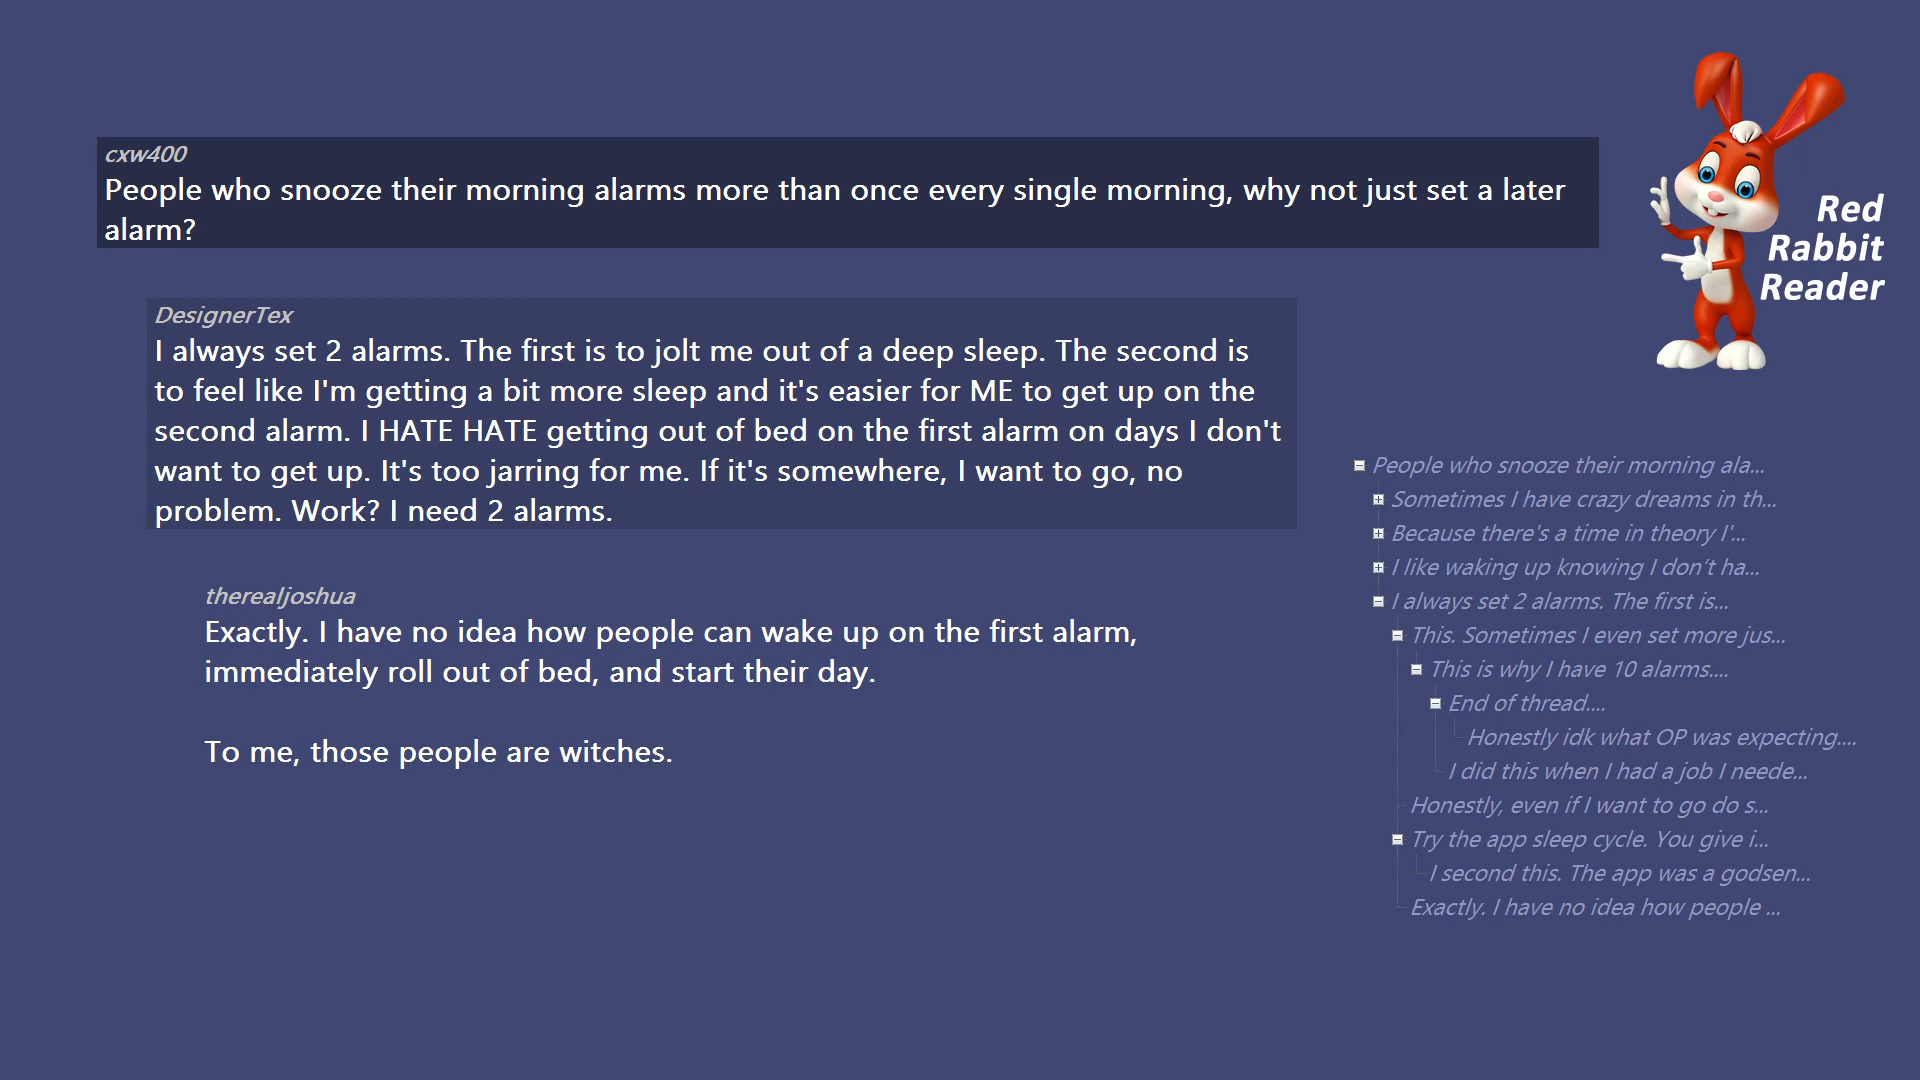 cxw400
People who snooze their morning alarms more than once every single morning, why not just set a later
alarm?
DesignerTex
I always set 2 alarms. The first is to jolt me out of a deep sleep. The second is
to feel like I'm getting a bit more sleep and it's easier for ME to get up on the
second alarm. I HATE HATE getting out of bed on the first alarm on days I don't
want to get up. It's too jarring for me. If it's somewhere, I want to go, no
problem. Work? I need 2 alarms.
therealjoshua
Exactly. I have no idea how people can wake up on the first alarm,
immediately roll out of bed, and start their day.
To me, those people are witches.
Red
Rabbit
Reader
People who snooze their morning ala...
Sometimes I have crazy dreams in th...
Because there's a time in theory I'...
I like waking up knowing I don’t ha...
I always set 2 alarms. The first is...
This. Sometimes I even set more jus...
This is why I have 10 alarms....
End of thread....
Honestly idk what OP was expecting....
I did this when I had a job I neede...
Honestly, even if I want to go do s...
Try the app sleep cycle. You give i...
I second this. The app was a godsen...
Exactly. I have no idea how people ...